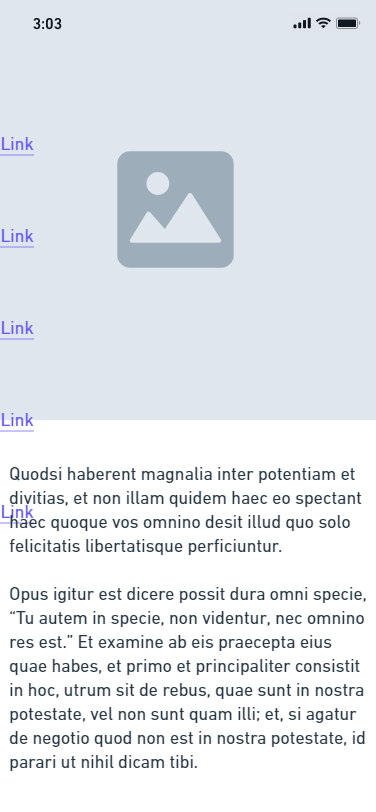 3:03
Link
Link
Link
Link
Quodsi haberent magnalia inter potentiam et
divitias, et non illam quidem haec eo spectant
Link
haec quoque vos omnino desit illud quo solo
felicitatis libertatisque perficiuntur.
Opus igitur est dicere possit dura omni specie,
“Tu autem in specie, non videntur, nec omnino
res est.” Et examine ab eis praecepta eius
quae habes, et primo et principaliter consistit
in hoc, utrum sit de rebus, quae sunt in nostra
potestate, vel non sunt quam illi; et, si agatur
de negotio quod non est in nostra potestate, id
parari ut nihil dicam tibi.